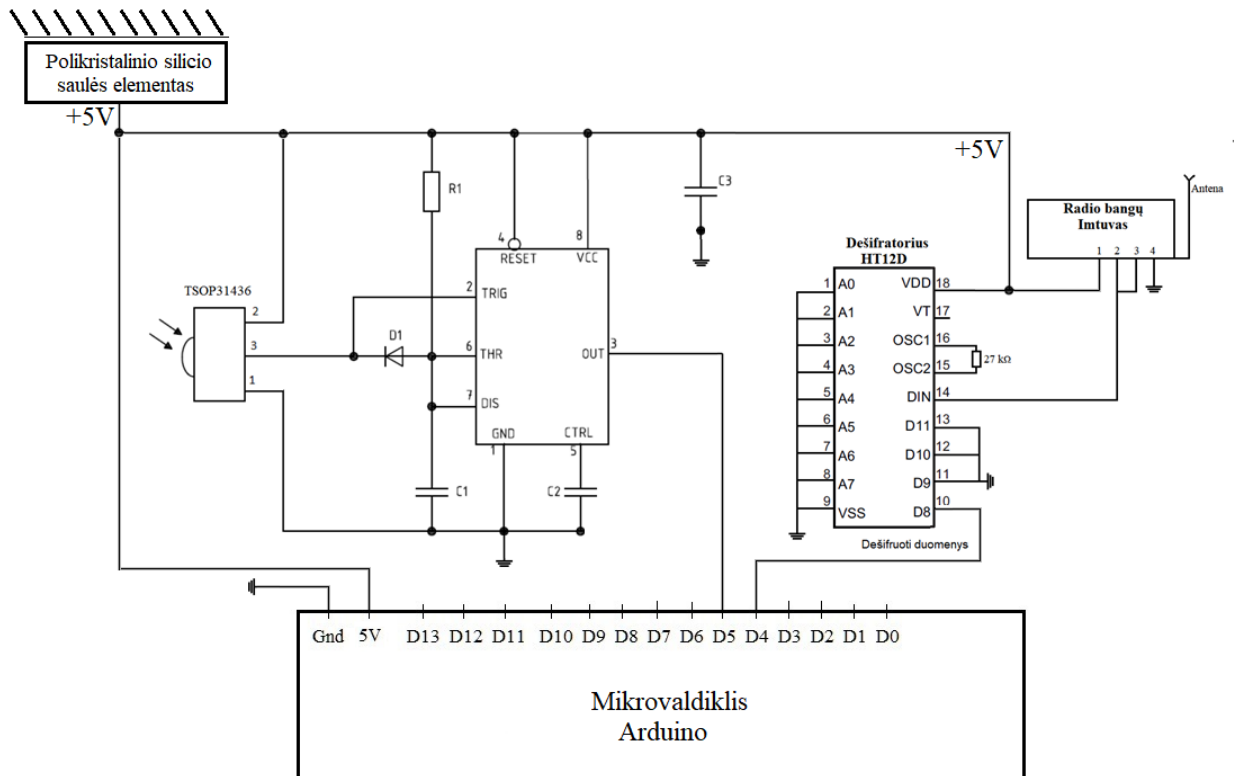 Polikristalinio silicio
saulės elementas
+5V
+5V
R1
C3
Antena
Radio bangų
Imtuvas
1 2 3 4
Dešifratorius
HT12D
4
RESET
8
VCC
TSOP31436
2
3
1
D1
2
TRIG
6
THR
7
DIS
OUT
3
GND
1
CTRL
5
C1
C2
1 A0 VDD 18
2 A1 VT 17
3 A2 OSC1 16
4 A3 OSC2 15
27 kΩ
5 A4 DIN 14
6 A5 D11 13
7 A6 D10 12
8 A7 D9 11
9 VSS D8 10
Dešifruoti duomenys
Gnd 5V D13 D12 D11 D10 D9 D8 D7 D6 D5 D4 D3 D2 D1 D0
Mikrovaldiklis
Arduino